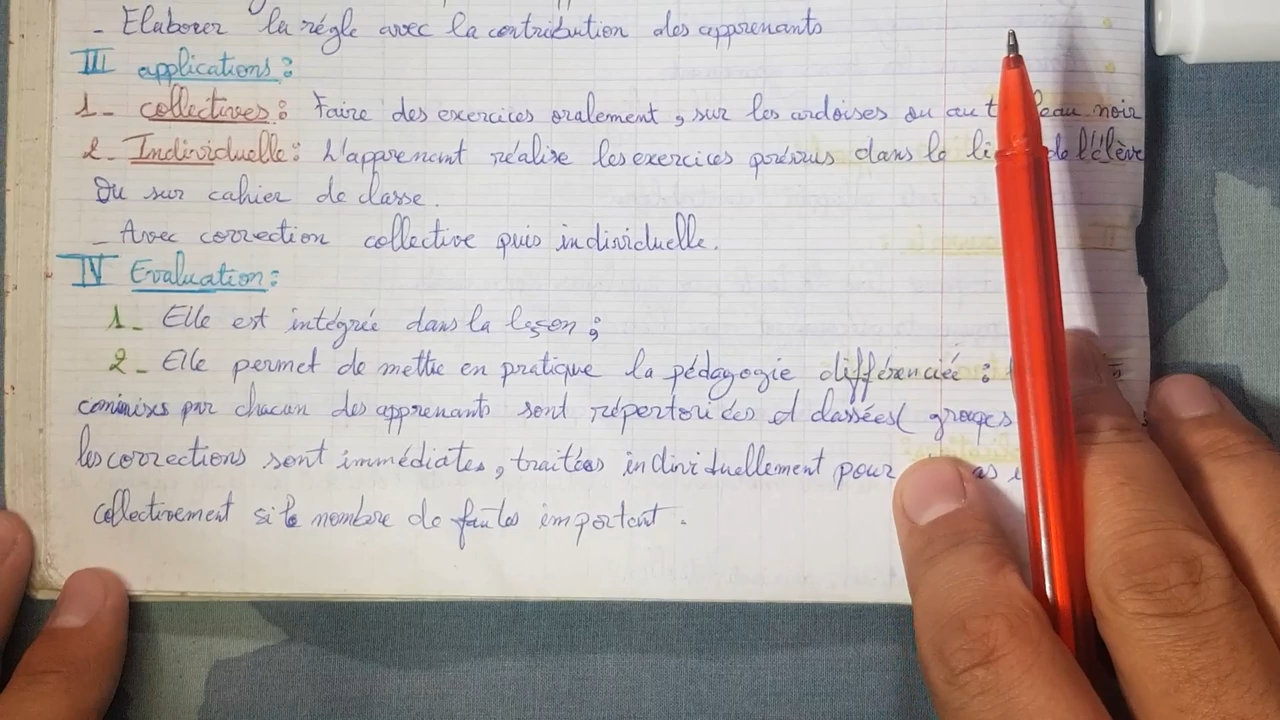 - Elaborer la régle avec la contribution des apprenants
III applications :
1- collectives : Faire des exercices oralement, sur les ardoises ou au noir
2- Individuelle : L'apprenant réalise les exercices prévus dans le de l'élève
Ou sur cahier de classe.
- Avec correction collective puis individuelle.
IV Evaluation :
1- Elle est intégrée dans la leçon ;
2- Elle permet de mettre en pratique la pédagogie différenciée :
commises par chacun des apprenants sont répertoriées et classées( groupes
les corrections sont immédiates, traitées individuellement pour
collectivement si le nombre de fautes important.